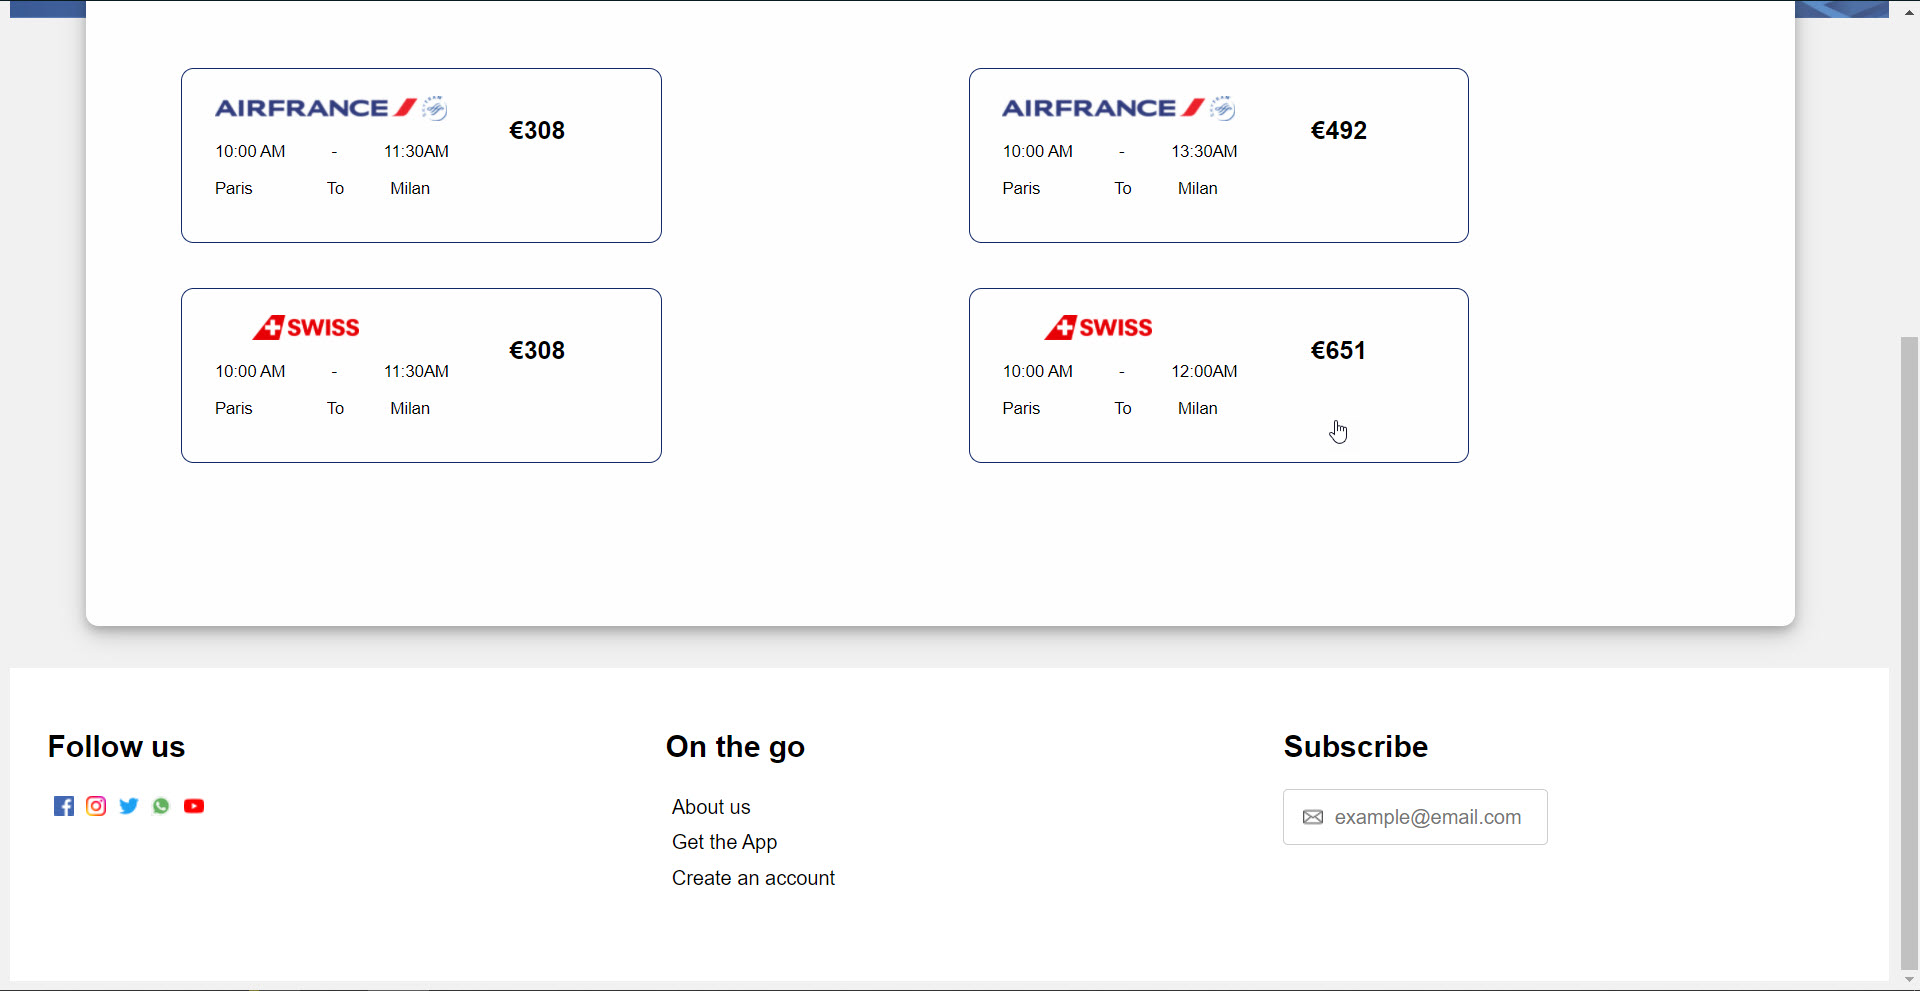 AIRFRANCE
€308
10:00 AM - 11:30AM
Paris To Milan
AIRFRANCE
€492
10:00 AM - 13:30AM
Paris To Milan
SWISS
€308
10:00 AM - 11:30AM
Paris To Milan
SWISS
€651
10:00 AM - 12:00AM
Paris To Milan
Follow us
On the go
About us
Get the App
Create an account
Subscribe
example@email.com